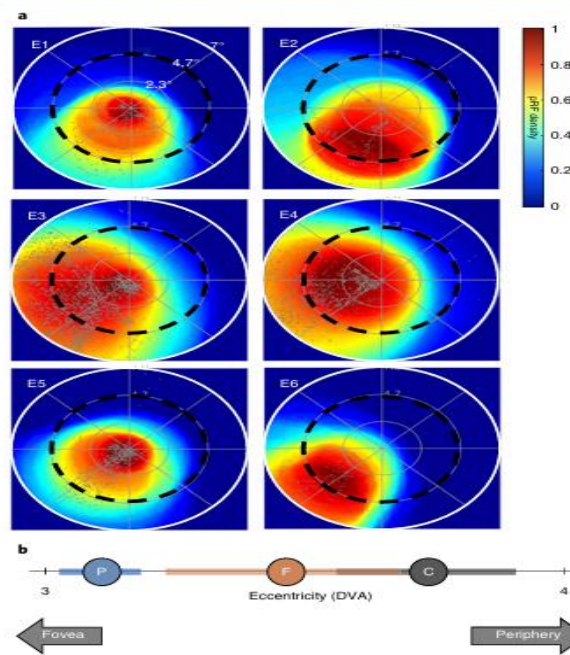 a
E1
7°
4.7°
2.3°
E2
1
0.8
0.6
0.4
0.2
0
pRF density
E3
E4
E5
E6
b
P
F
C
3
Eccentricity (DVA)
4
Fovea
Periphery